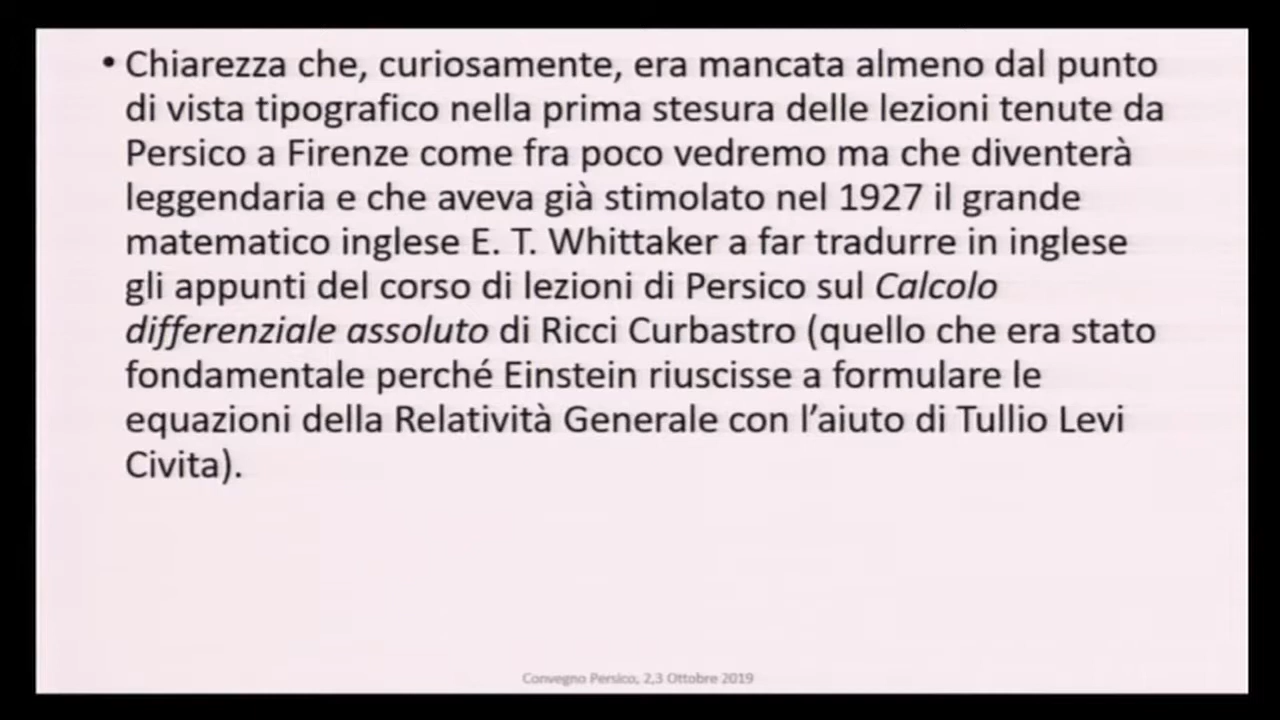 • Chiarezza che, curiosamente, era mancata almeno dal punto
di vista tipografico nella prima stesura delle lezioni tenute da
Persico a Firenze come fra poco vedremo ma che diventerà
leggendaria e che aveva già stimolato nel 1927 il grande
matematico inglese E. T. Whittaker a far tradurre in inglese
gli appunti del corso di lezioni di Persico sul Calcolo
differenziale assoluto di Ricci Curbastro (quello che era stato
fondamentale perché Einstein riuscisse a formulare le
equazioni della Relatività Generale con l’aiuto di Tullio Levi
Civita).
Convegno Persico, 2,3 Ottobre 2019